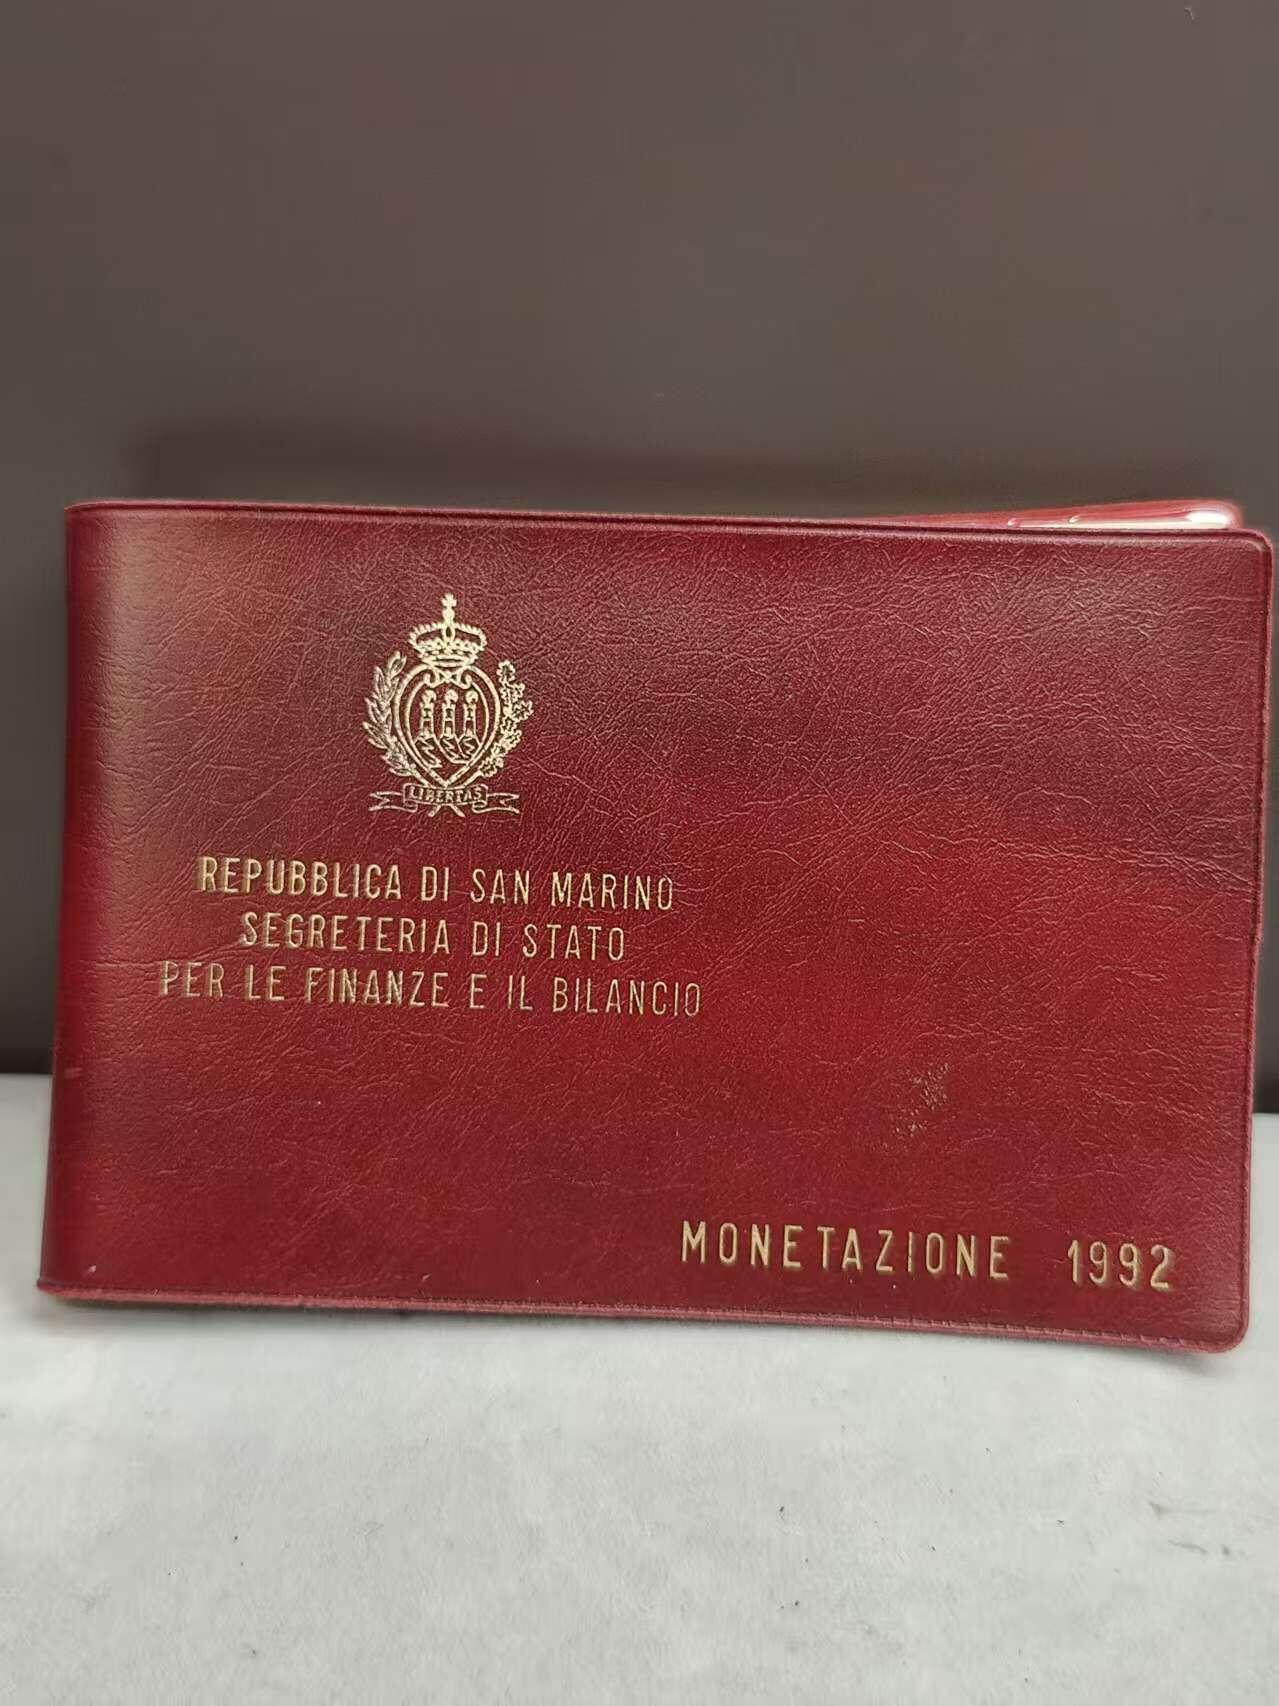 LIBERTAS
REPUBBLICA DI SAN MARINO
SEGRETERIA DI STATO
PER LE FINANZE E IL BILANCIO
MONETAZIONE 1992